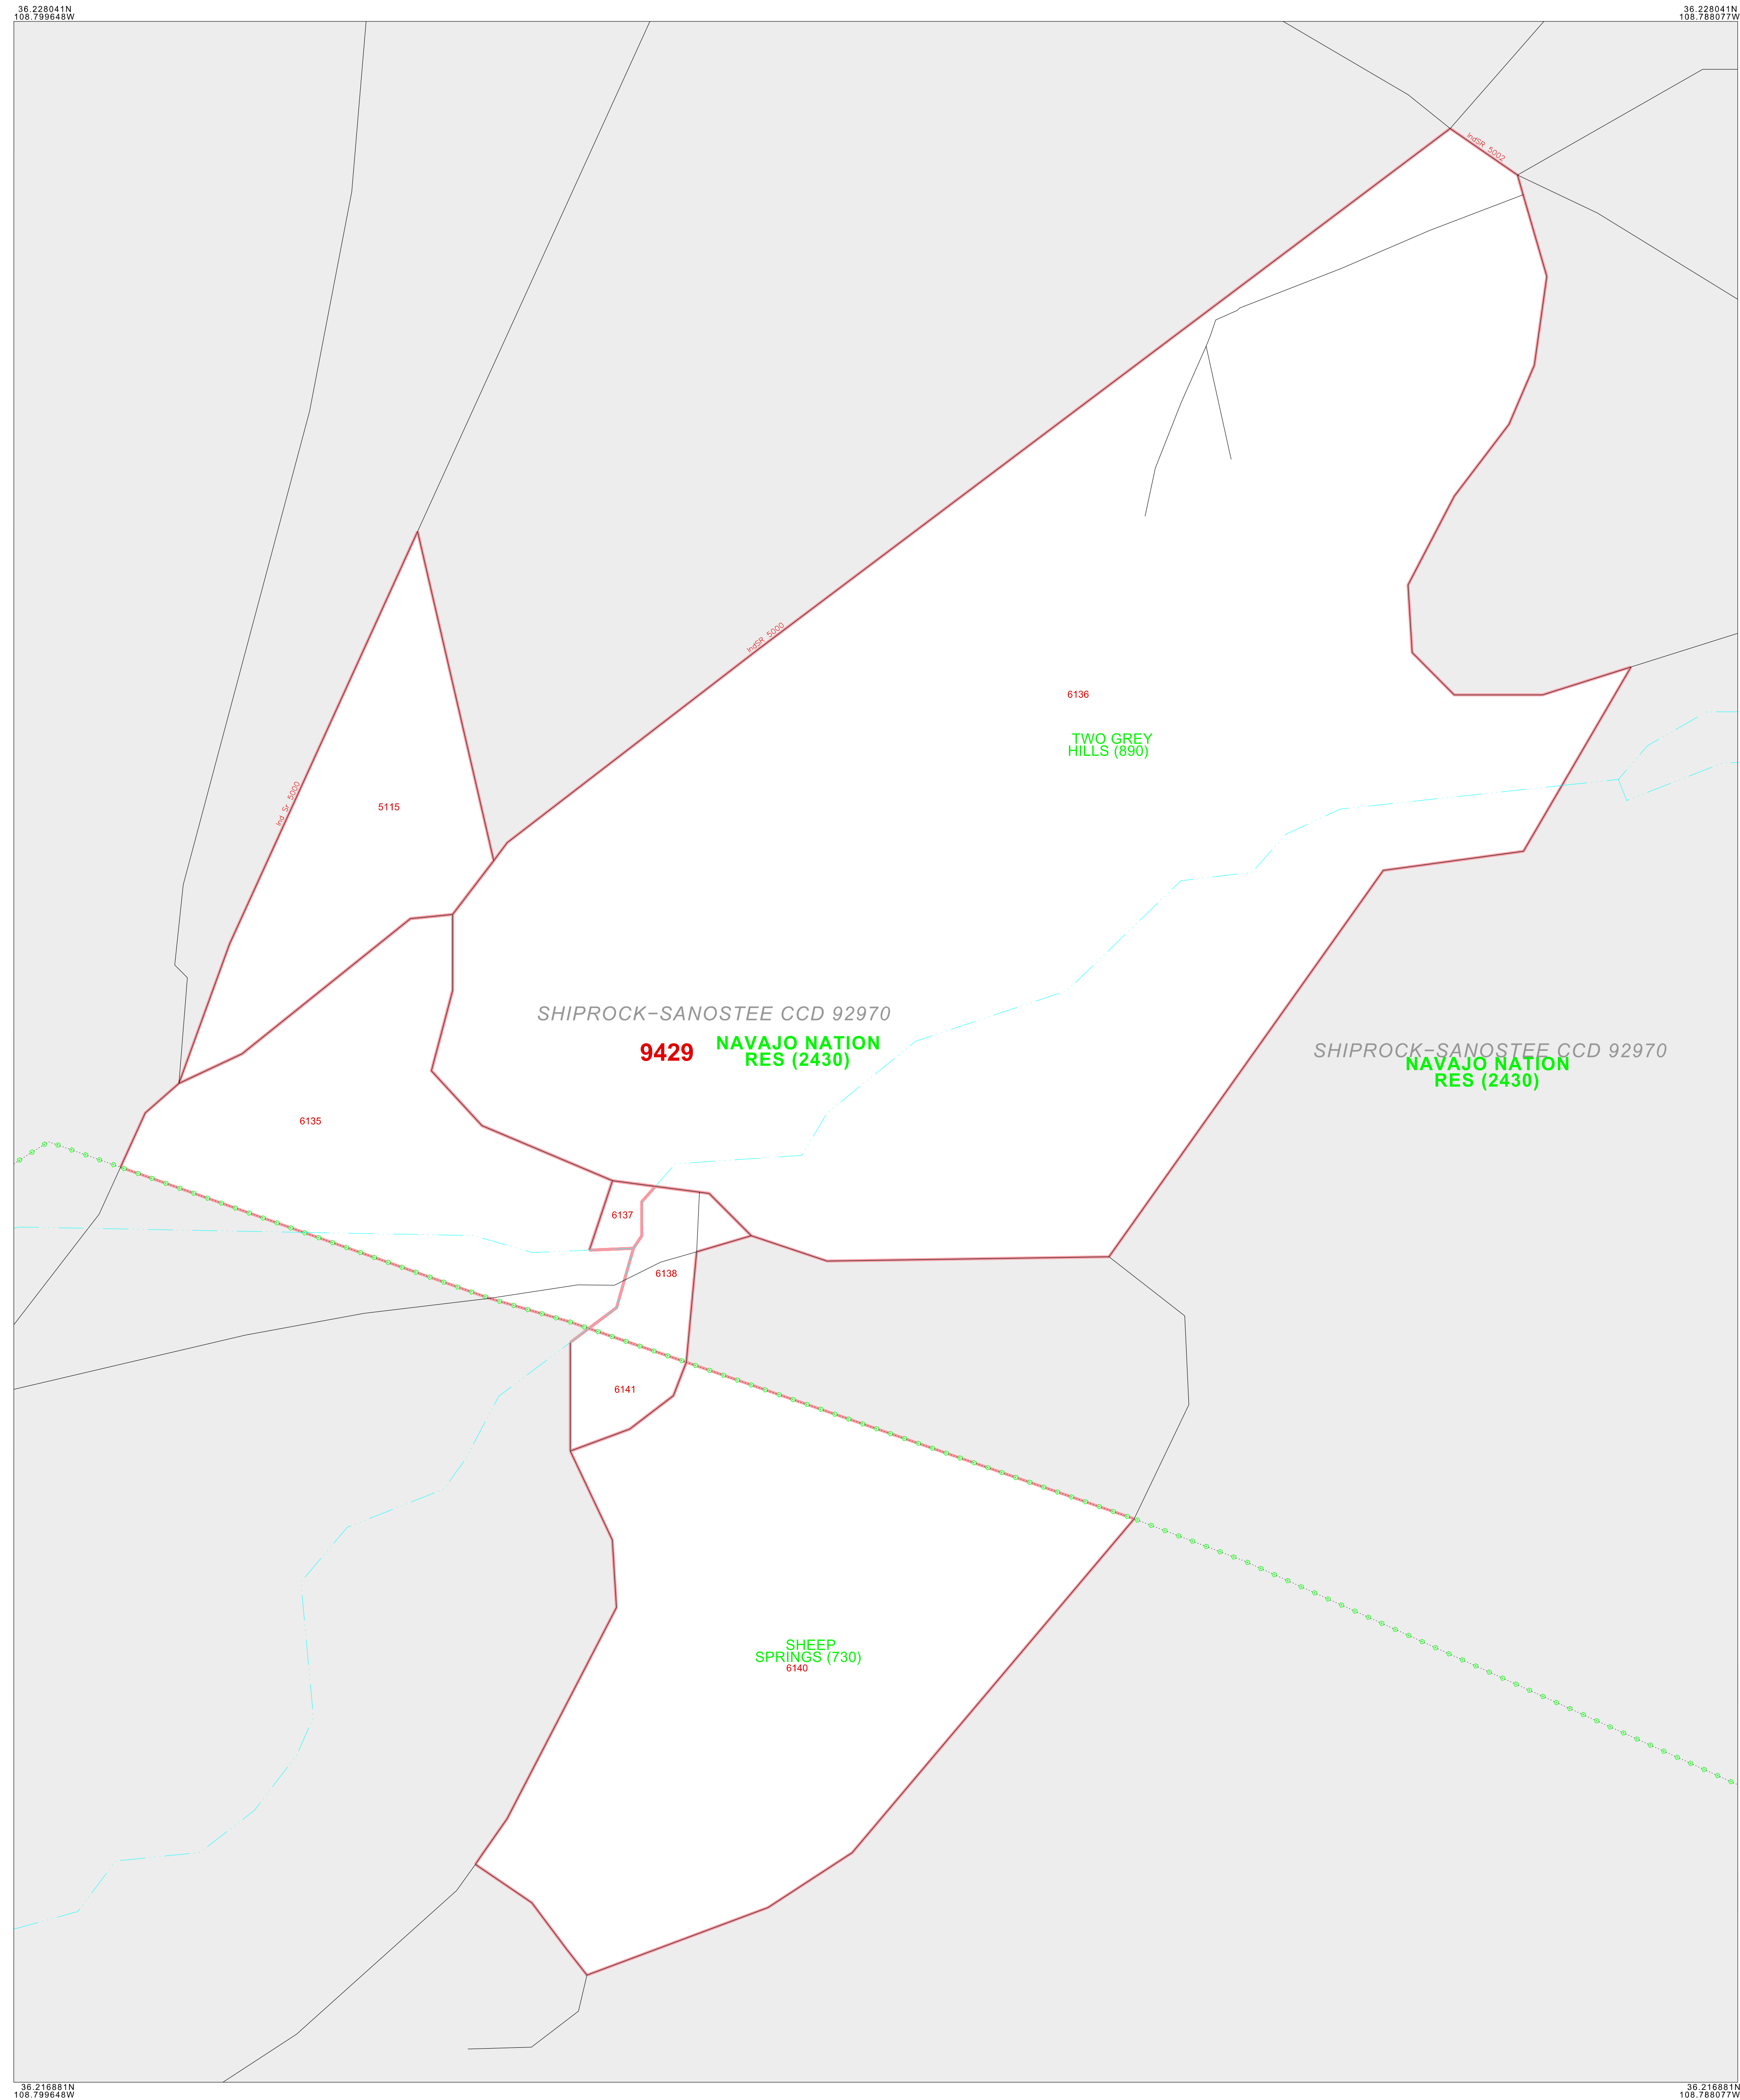 36.228041N
108.799648W
36.228041N
108.788077W
IndSR 5002
IndSR 5000
6136
TWO GREY
HILLS (890)
Ind Sr 5000
5115
SHIPROCK-SANOSTEE CCD 92970
9429
NAVAJO NATION
RES (2430)
SHIPROCK-SANOSTEE CCD 92970
NAVAJO NATION
RES (2430)
6135
6137
6138
6141
SHEEP
SPRINGS (730)
6140
36.216881N
108.799648W
36.216881N
108.788077W